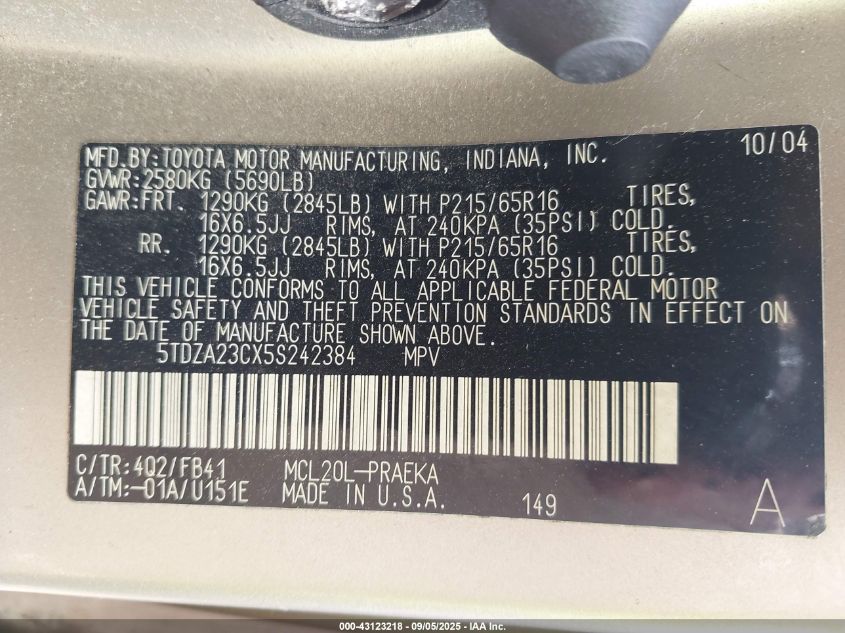 MFD.BY:TOYOTA MOTOR MANUFACTURING, INDIANA, INC. 10/04
GVWR:2580KG (5690LB)
GAWR:FRT. 1290KG (2845LB) WITH P215/65R16 TIRES,
16X6.5JJ RIMS, AT 240KPA (35PSI) COLD.
RR. 1290KG (2845LB) WITH P215/65R16 TIRES,
16X6.5JJ RIMS, AT 240KPA (35PSI) COLD.
THIS VEHICLE CONFORMS TO ALL APPLICABLE FEDERAL MOTOR
VEHICLE SAFETY AND THEFT PREVENTION STANDARDS IN EFFECT ON
THE DATE OF MANUFACTURE SHOWN ABOVE.
5TDZA23CX5S242384 MPV
C/TR:4Q2/FB41 MCL20L-PRAEKA
A/TM:-01A/U151E MADE IN U.S.A. 149 A
000-43123218 - 09/05/2025 - IAA Inc.